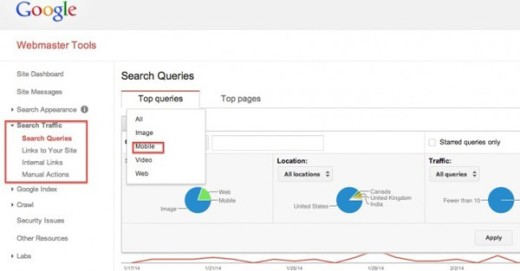 Google
Webmaster Tools
Site Dashboard
Site Messages
Search Appearance
Search Traffic
Search Queries
Links to Your Site
Internal Links
Manual Actions
Google Index
Crawl
Security Issues
Other Resources
Labs
Search Queries
Top queries
Top pages
All
Image
Mobile
Video
Web
Starred queries only
Location:
All locations
Traffic:
All queries
Web
Mobile
Image
Canada
United Kingdom
India
United States
Fewer than 10
Apply
1/17/14
1/21/14
1/29/14
2/2/14